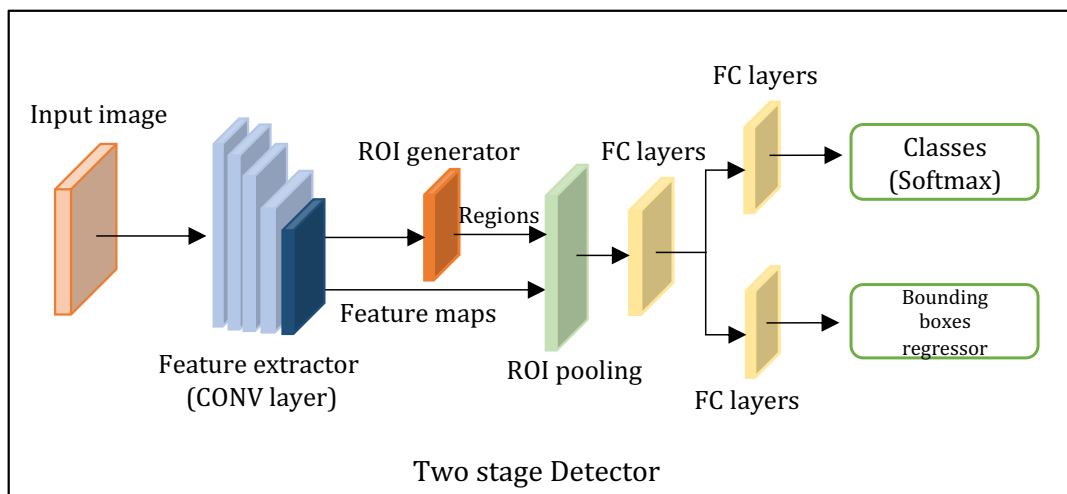 Input image
Feature extractor
(CONV layer)
ROI generator
Regions
Feature maps
ROI pooling
FC layers
FC layers
Classes
(Softmax)
FC layers
Bounding
boxes
regressor
Two stage Detector